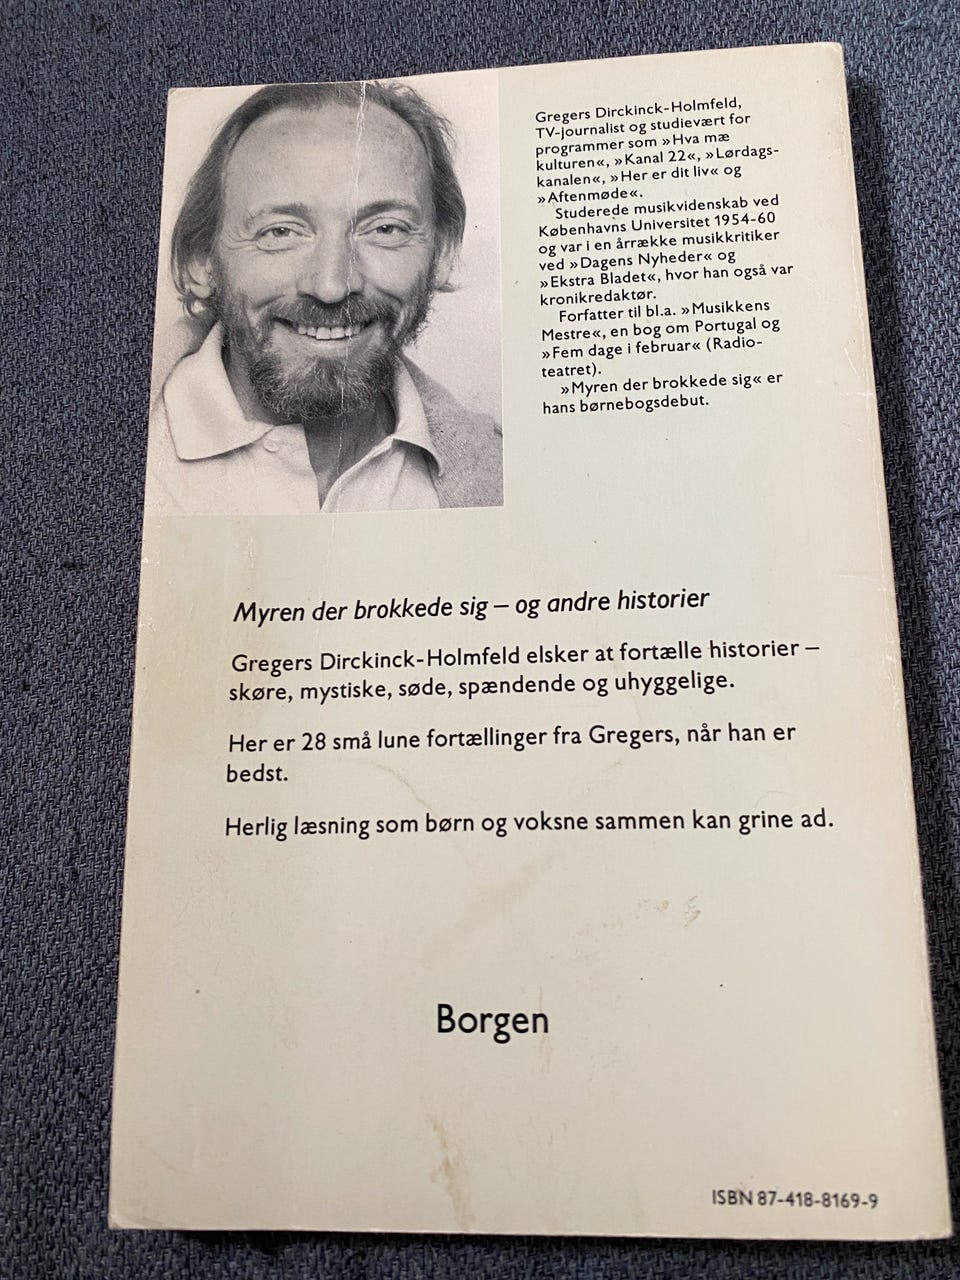 Gregers Dirckinck-Holmfeld,
TV-journalist og studievært for
programmer som »Hva mæ
kulturen«, »Kanal 22«, »Lørdags-
kanalen«, »Her er dit liv« og
»Aftenmøde«.
Studerede musikvidenskab ved
Københavns Universitet 1954-60
og var i en årrække musikkritiker
ved »Dagens Nyheder« og
»Ekstra Bladet«, hvor han også var
kronikredaktør.
Forfatter til bl.a. »Musikkens
Mestre«, en bog om Portugal og
»Fem dage i februar« (Radio-
teatret).
»Myren der brokkede sig« er
hans børnebogsdebut.
Myren der brokkede sig – og andre historier
Gregers Dirckinck-Holmfeld elsker at fortælle historier –
skøre, mystiske, søde, spændende og uhyggelige.
Her er 28 små lune fortællinger fra Gregers, når han er
bedst.
Herlig læsning som børn og voksne sammen kan grine ad.
Borgen
ISBN 87-418-8169-9